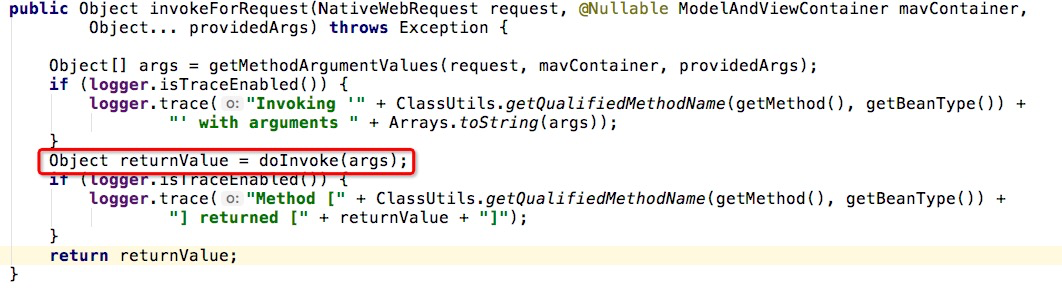 public Object invokeForRequest(NativeWebRequest request, @Nullable ModelAndViewContainer mavContainer,
        Object... providedArgs) throws Exception {
    Object[] args = getMethodArgumentValues(request, mavContainer, providedArgs);
    if (logger.isTraceEnabled()) {
        logger.trace( o: "Invoking '" + ClassUtils.getQualifiedMethodName(getMethod(), getBeanType()) +
                "' with arguments " + Arrays.toString(args));
    }
    Object returnValue = doInvoke(args);
    if (logger.isTraceEnabled()) {
        logger.trace( o: "Method [" + ClassUtils.getQualifiedMethodName(getMethod(), getBeanType()) +
                "] returned [" + returnValue + "]");
    }
    return returnValue;
}